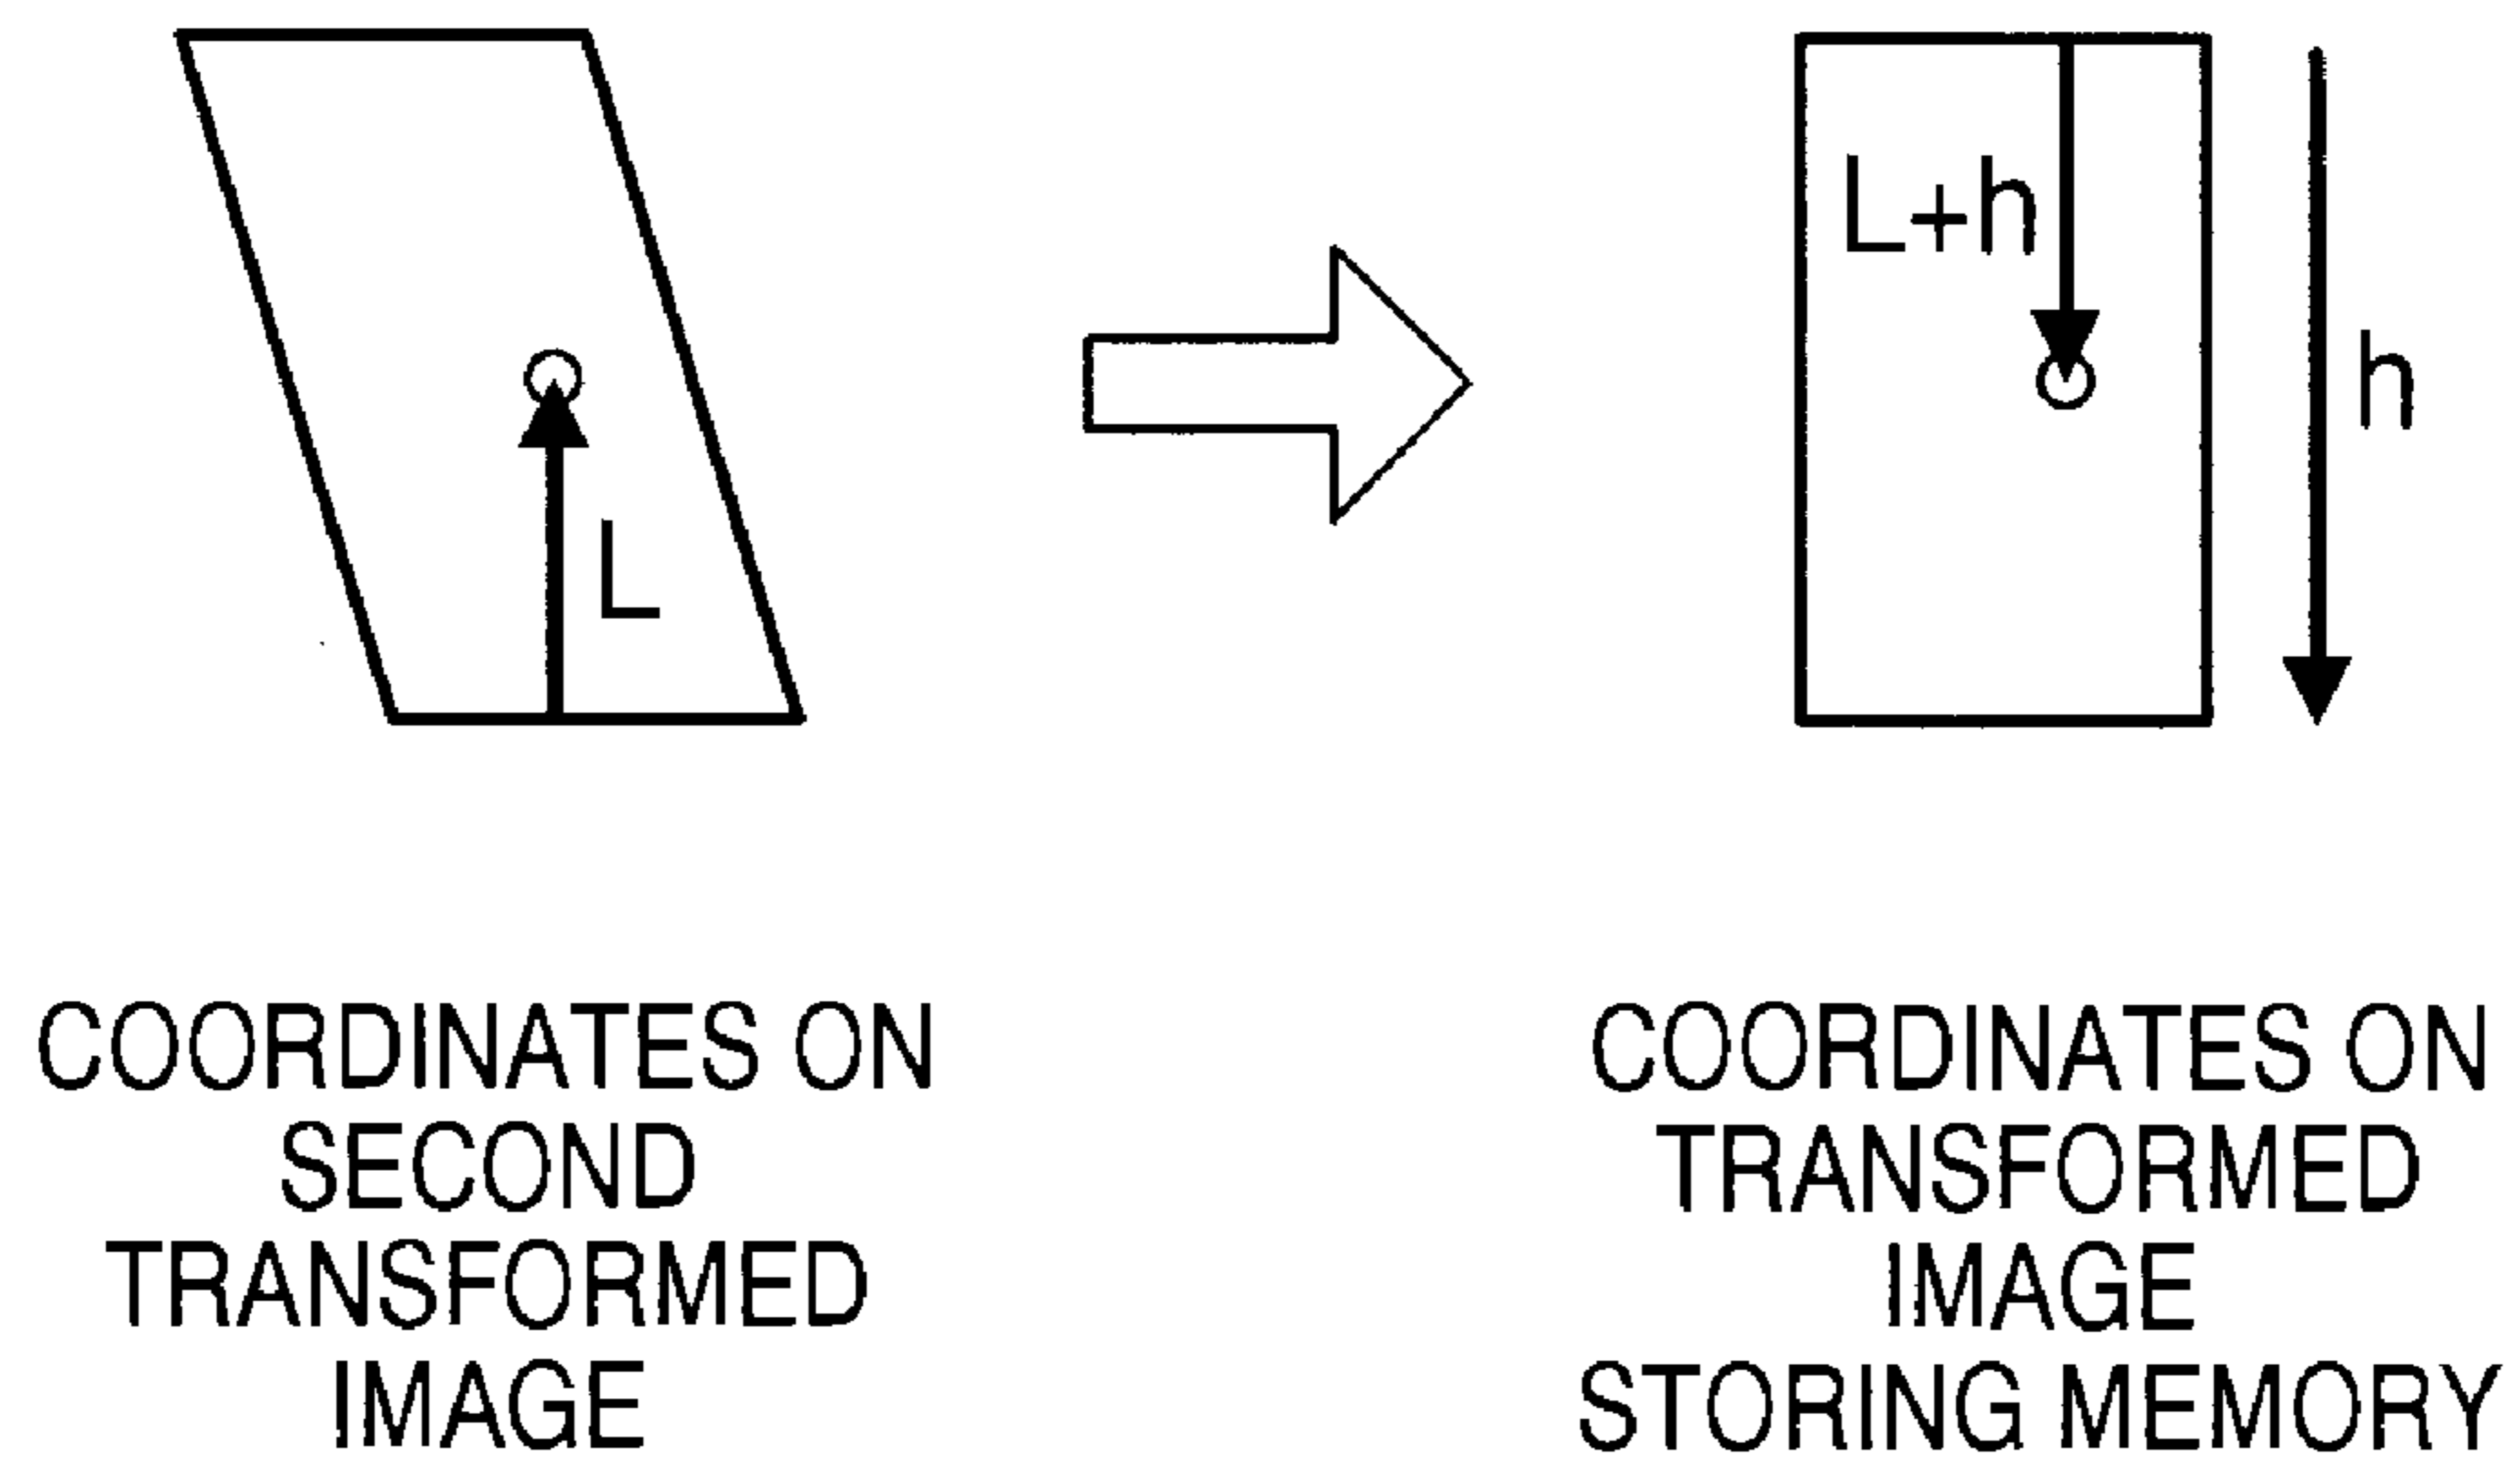 L
L+h
h
COORDINATES ON
SECOND
TRANSFORMED
IMAGE
COORDINATES ON
TRANSFORMED
IMAGE
STORING MEMORY